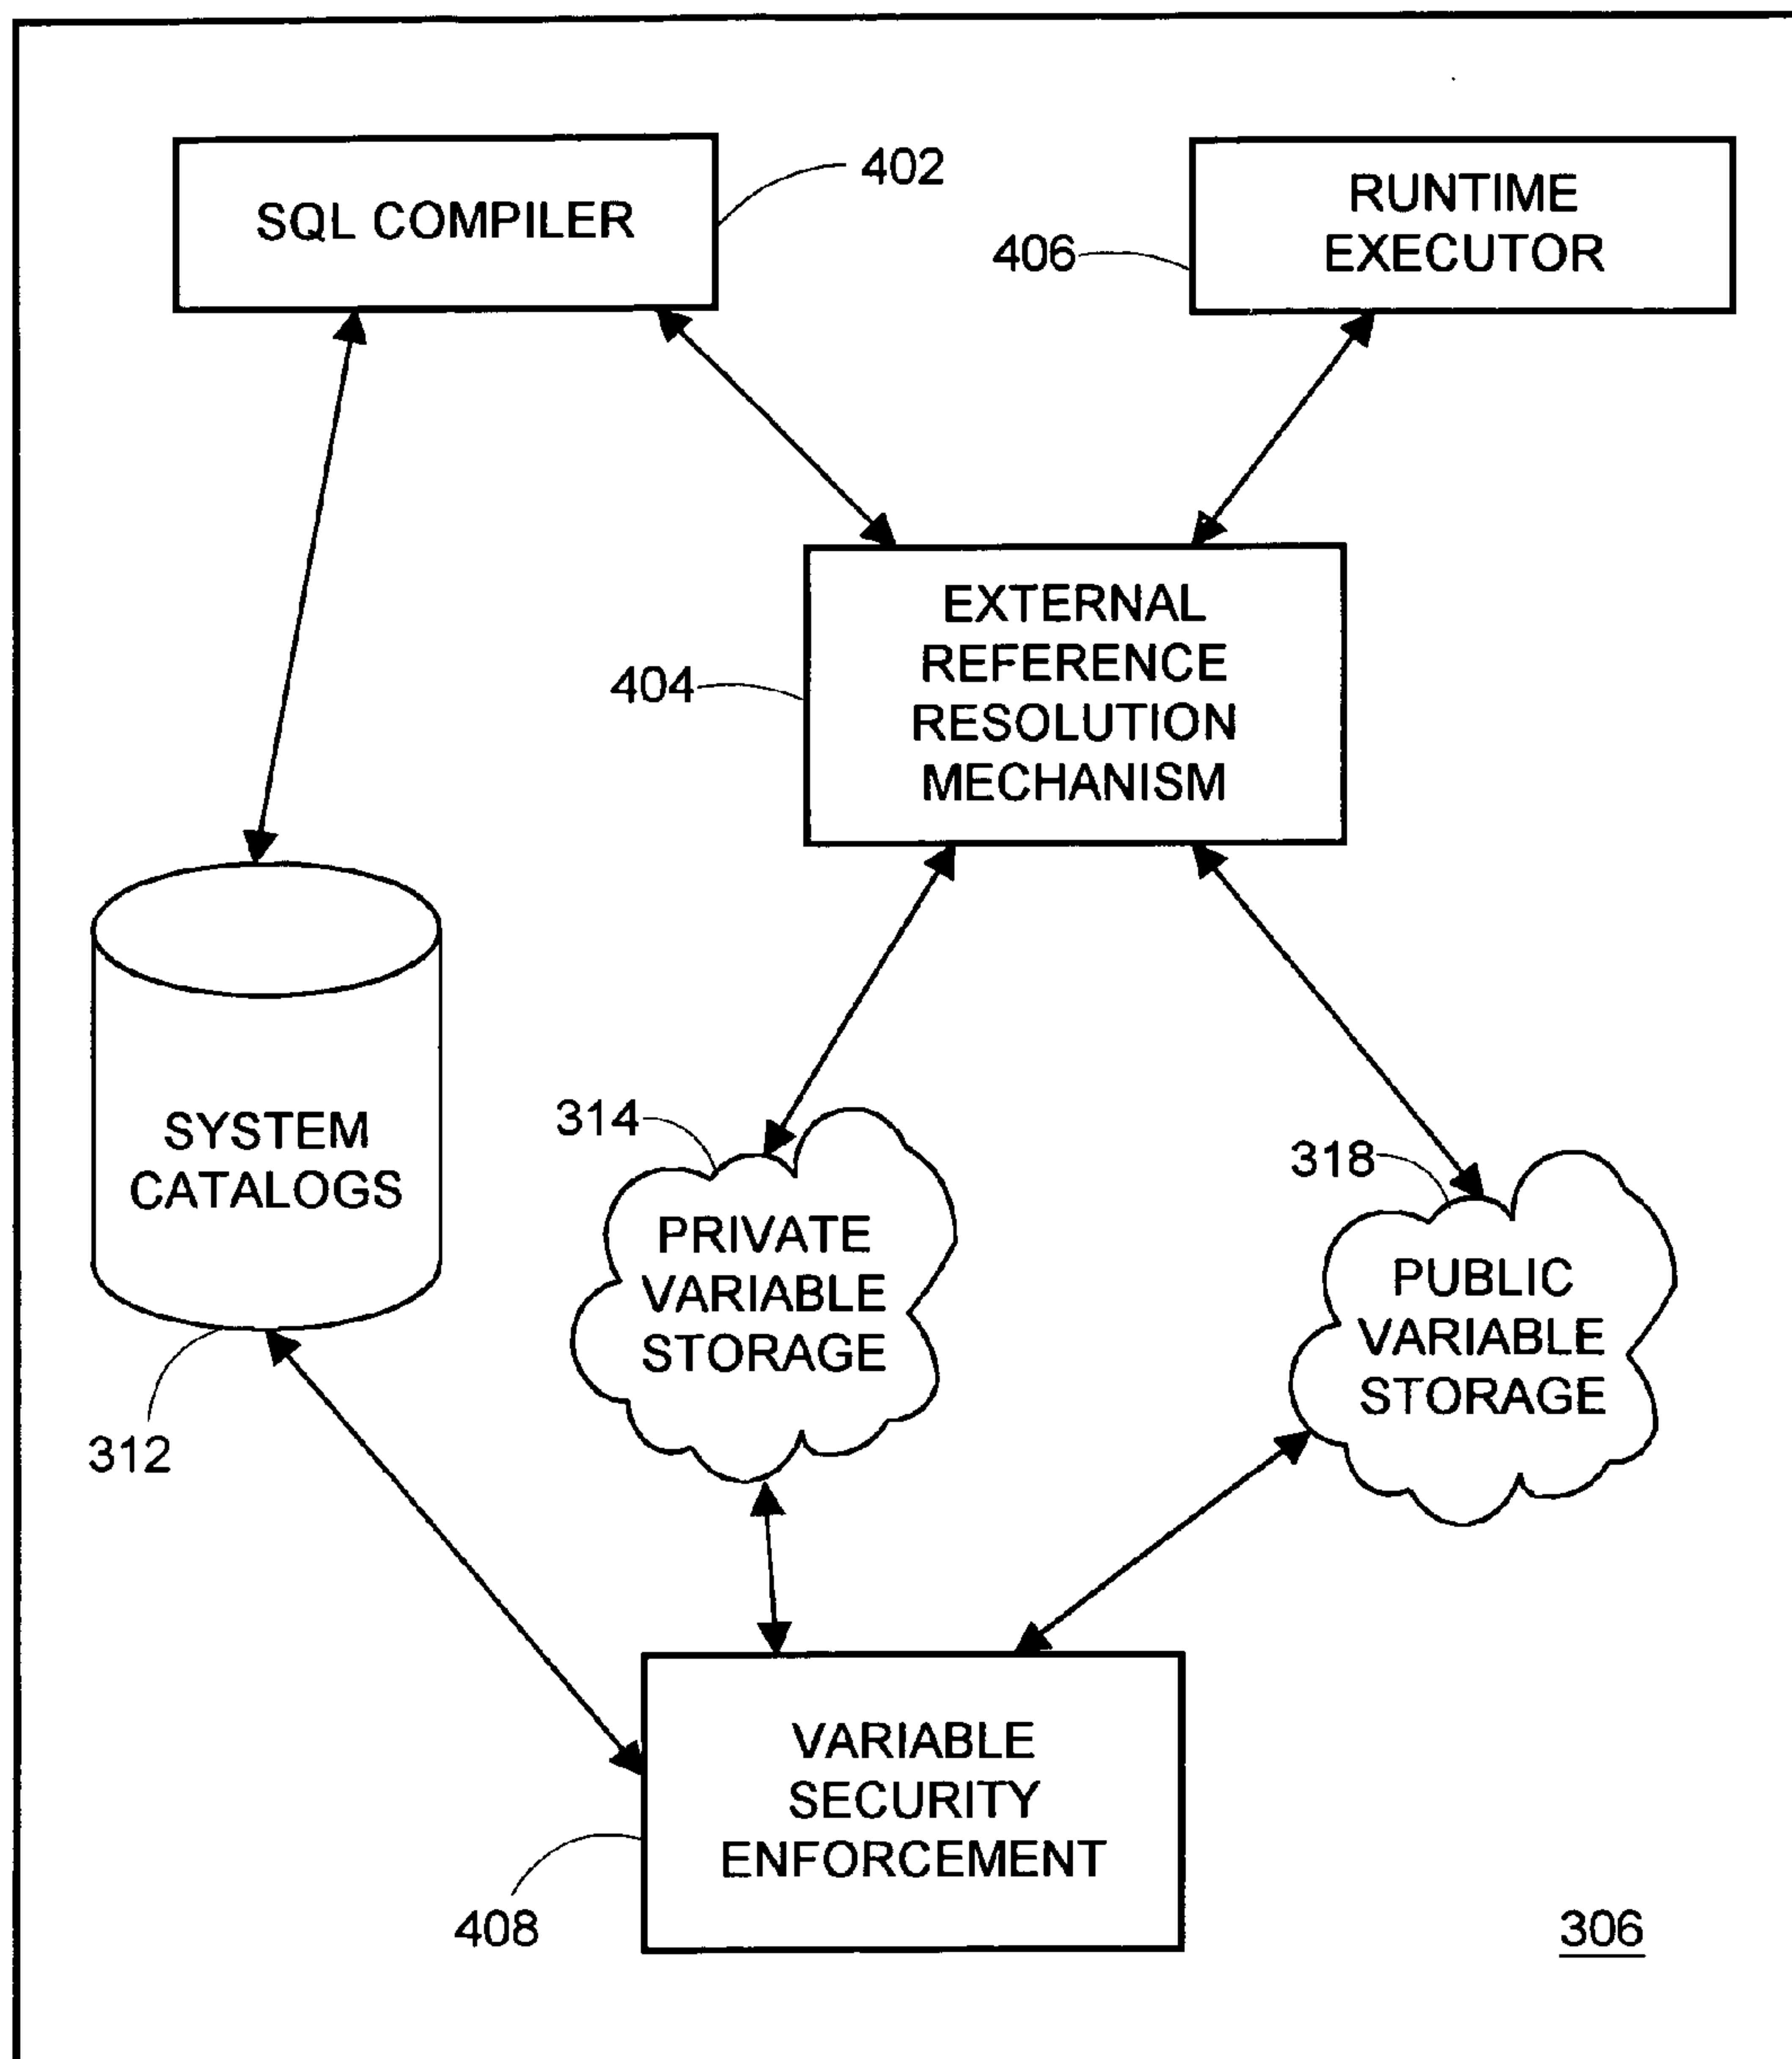 SQL COMPILER
402
RUNTIME
EXECUTOR
406
EXTERNAL
REFERENCE
RESOLUTION
MECHANISM
404
SYSTEM
CATALOGS
312
314
PRIVATE
VARIABLE
STORAGE
318
PUBLIC
VARIABLE
STORAGE
VARIABLE
SECURITY
ENFORCEMENT
408
306